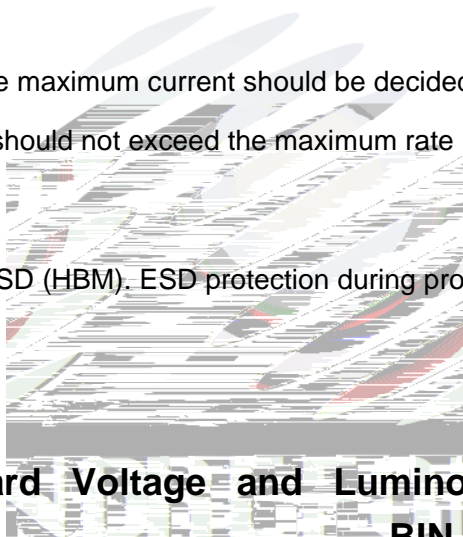 e maximum current should be decided
should not exceed the maximum rate
SD (HBM). ESD protection during pro
ard Voltage and Lumino
BIN